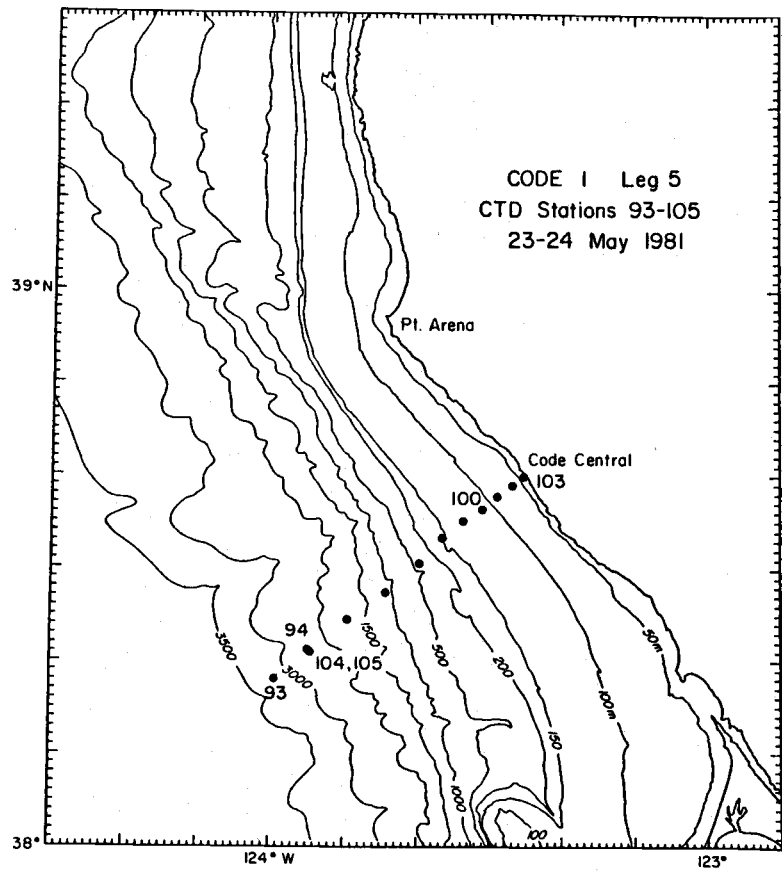 CODE 1 Leg 5
CTD Stations 93-105
23-24 May 1981
39°N
Pt. Arena
Code Central
103
100
94
104,105
93
3500
3000
1500
500
200
50m
100m
150
1000
100
38°
124° W
123°